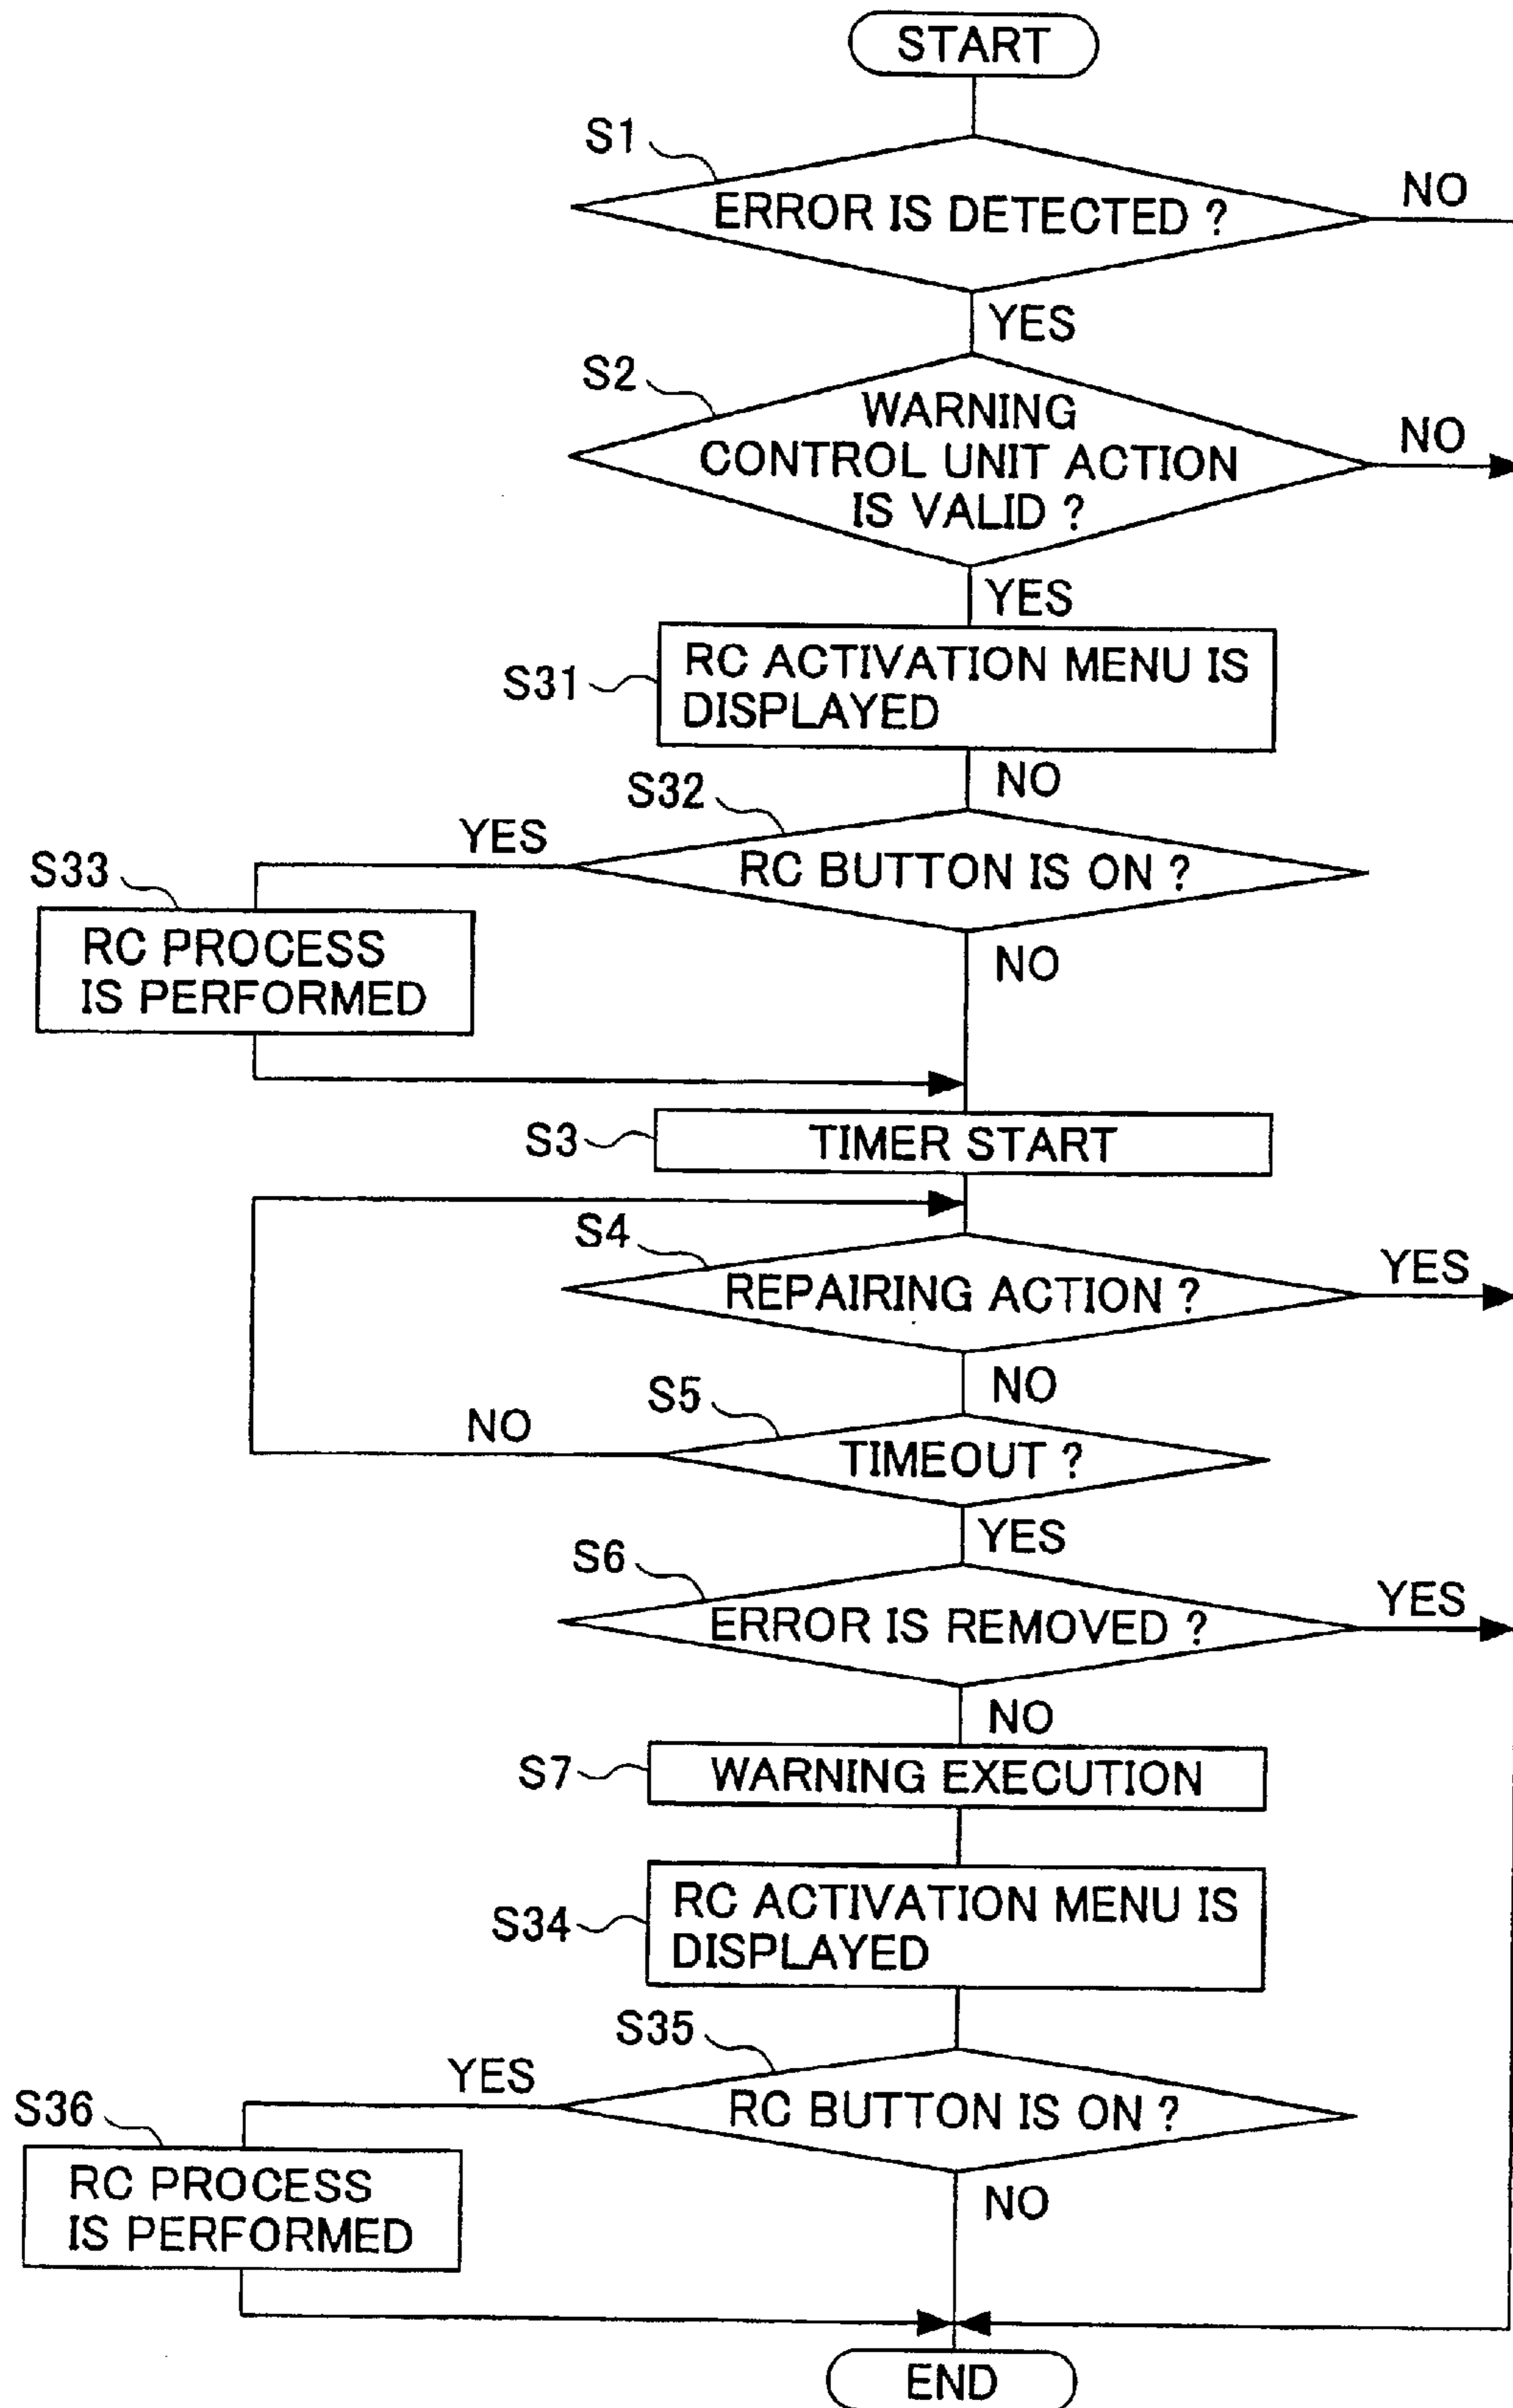 START
S1
ERROR IS DETECTED ?
NO
YES
S2
WARNING
CONTROL UNIT ACTION
IS VALID ?
NO
YES
S31
RC ACTIVATION MENU IS
DISPLAYED
NO
S32
YES
RC BUTTON IS ON ?
S33
RC PROCESS
IS PERFORMED
NO
S3
TIMER START
S4
REPAIRING ACTION ?
YES
NO
S5
NO
TIMEOUT ?
YES
S6
ERROR IS REMOVED ?
YES
NO
S7
WARNING EXECUTION
S34
RC ACTIVATION MENU IS
DISPLAYED
S35
YES
RC BUTTON IS ON ?
S36
RC PROCESS
IS PERFORMED
NO
END